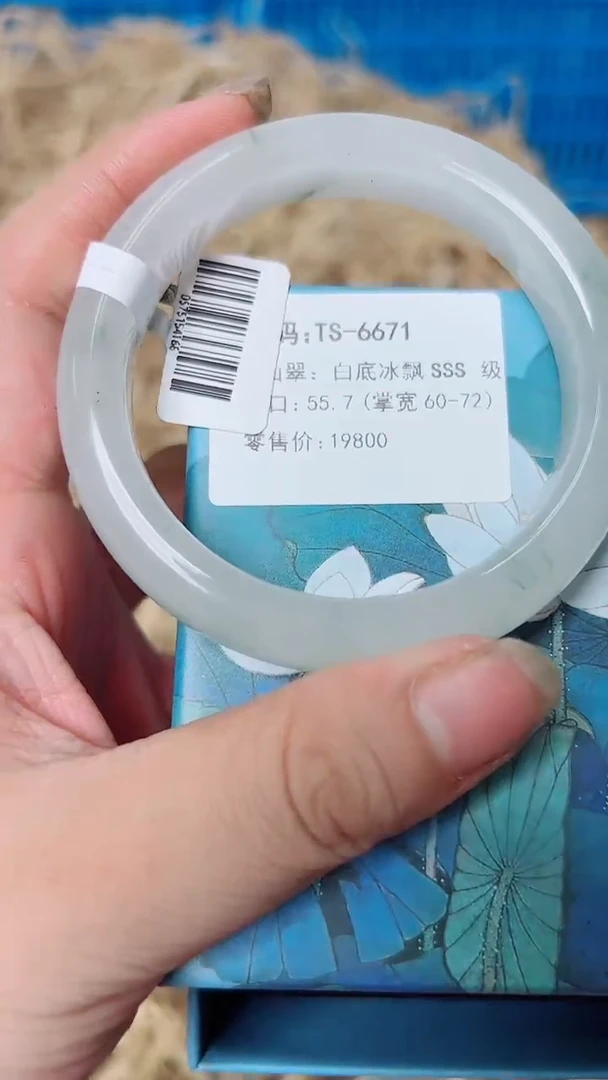 码:TS-6671
翠: 白底冰飘 SSS 级
口: 55.7 (掌宽 60-72)
零售价:19800